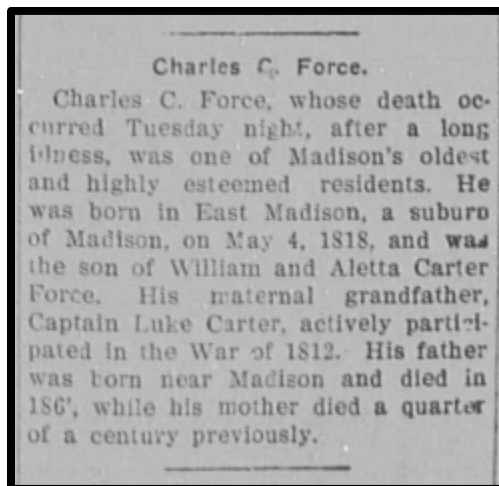 Charles C. Force.
Charles C. Force, whose death oc-
curred Tuesday night, after a long
illness, was one of Madison's oldest
and highly esteemed residents. He
was born in East Madison, a suburb
of Madison, on May 4, 1818, and was
the son of William and Aletta Carter
Force. His maternal grandfather,
Captain Luke Carter, actively partici-
pated in the War of 1812. His father
was born near Madison and died in
while his mother died a quarter
of a century previously.